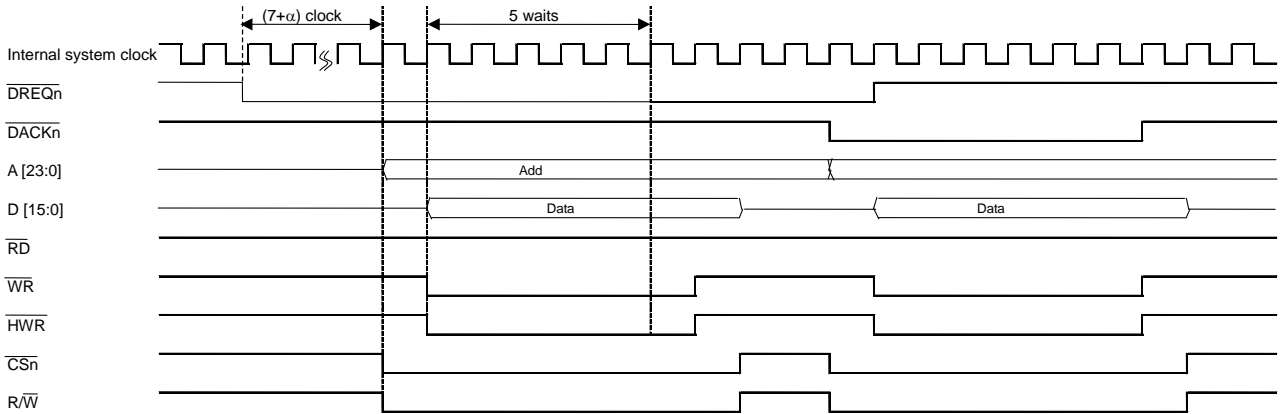 (7+α) clock
5 waits
Internal system clock
DREQn
DACKn
A [23:0]
Add
D [15:0]
Data
Data
RD
WR
HWR
CSn
R/W